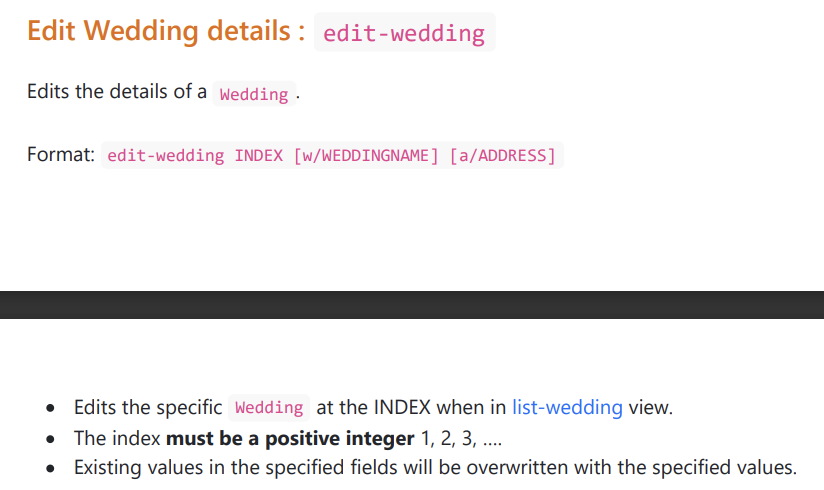 Edit Wedding details : edit-wedding
Edits the details of a Wedding .
Format: edit-wedding INDEX [w/WEDDINGNAME] [a/ADDRESS]
• Edits the specific Wedding at the INDEX when in list-wedding view.
• The index must be a positive integer 1, 2, 3, ....
• Existing values in the specified fields will be overwritten with the specified values.